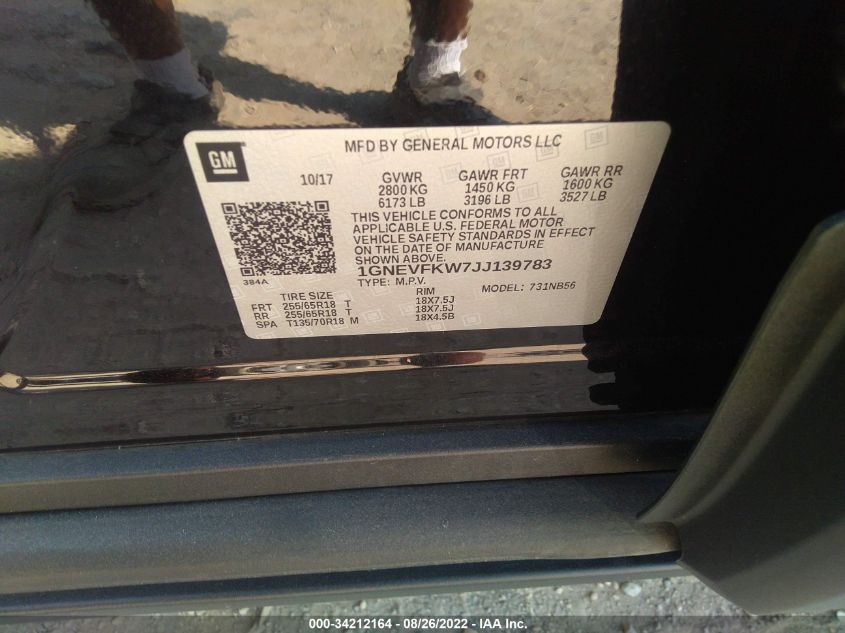 GM
MFD BY GENERAL MOTORS LLC
10/17
GVWR
2800 KG
6173 LB
GAWR FRT
1450 KG
3196 LB
GAWR RR
1600 KG
3527 LB
THIS VEHICLE CONFORMS TO ALL
APPLICABLE U.S. FEDERAL MOTOR
VEHICLE SAFETY STANDARDS IN EFFECT
ON THE DATE OF MANUFACTURE
SHOWN ABOVE.
384A
1GNEVFKW7JJ139783
TYPE: M.P.V. MODEL: 731NB56
TIRE SIZE RIM
FRT 255/65R18 T 18X7.5J
RR 255/65R18 T 18X7.5J
SPA T135/70R18 M 18X4.5B
000-34212164 - 08/26/2022 - IAAI - IAA Inc.